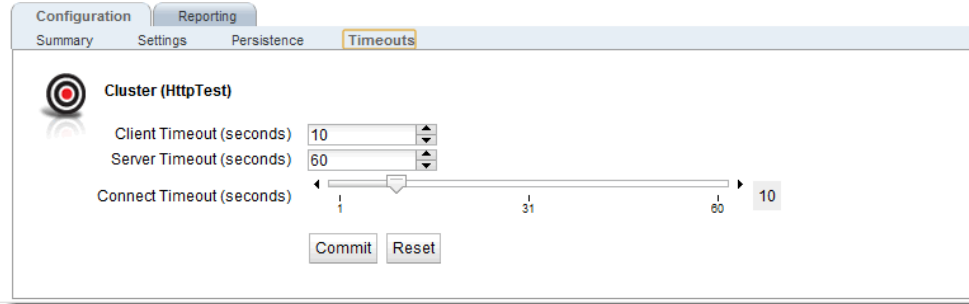 Configuration Reporting
Summary Settings Persistence Timeouts
Cluster (HttpTest)
Client Timeout (seconds) 10
Server Timeout (seconds) 60
Connect Timeout (seconds) 10
1 31 60
Commit Reset